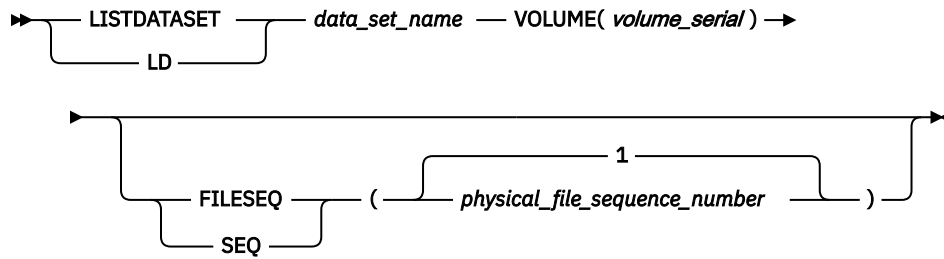 LISTDATASET data_set_name VOLUME( volume_serial )
LD
1
FILESEQ ( physical_file_sequence_number )
SEQ